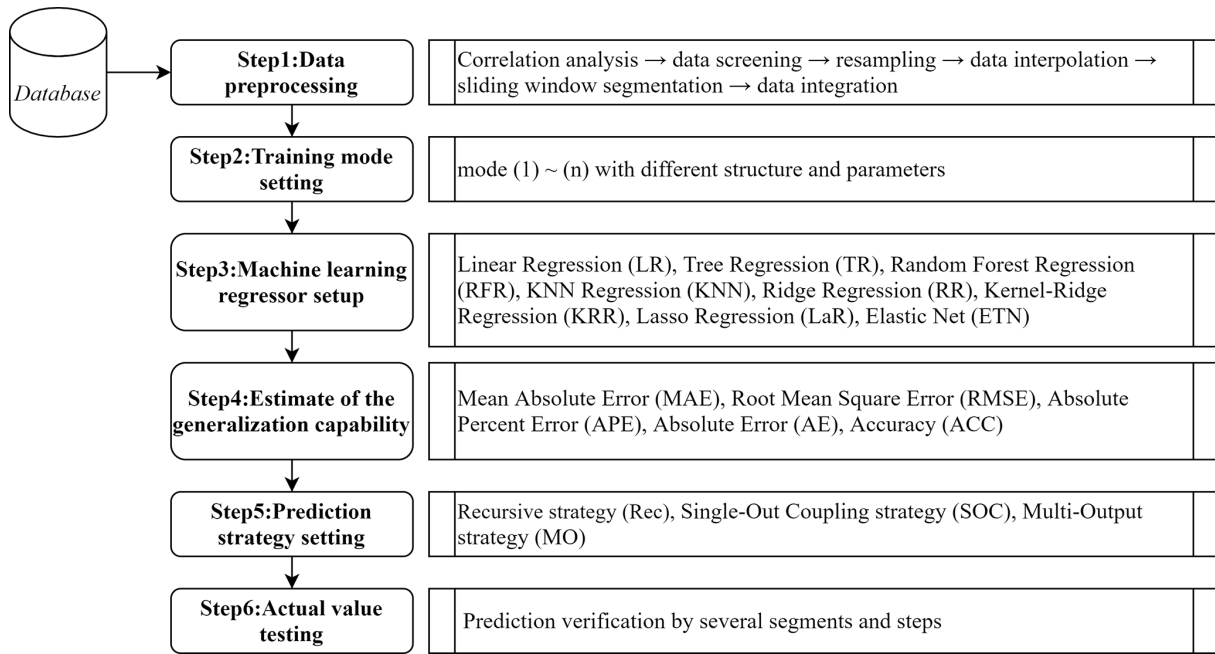 Database
Step1:Data
preprocessing
Correlation analysis → data screening → resampling → data interpolation →
sliding window segmentation → data integration
Step2:Training mode
setting
mode (1) ~ (n) with different structure and parameters
Step3:Machine learning
regressor setup
Linear Regression (LR), Tree Regression (TR), Random Forest Regression
(RFR), KNN Regression (KNN), Ridge Regression (RR), Kernel-Ridge
Regression (KRR), Lasso Regression (LaR), Elastic Net (ETN)
Step4:Estimate of the
generalization capability
Mean Absolute Error (MAE), Root Mean Square Error (RMSE), Absolute
Percent Error (APE), Absolute Error (AE), Accuracy (ACC)
Step5:Prediction
strategy setting
Recursive strategy (Rec), Single-Out Coupling strategy (SOC), Multi-Output
strategy (MO)
Step6:Actual value
testing
Prediction verification by several segments and steps